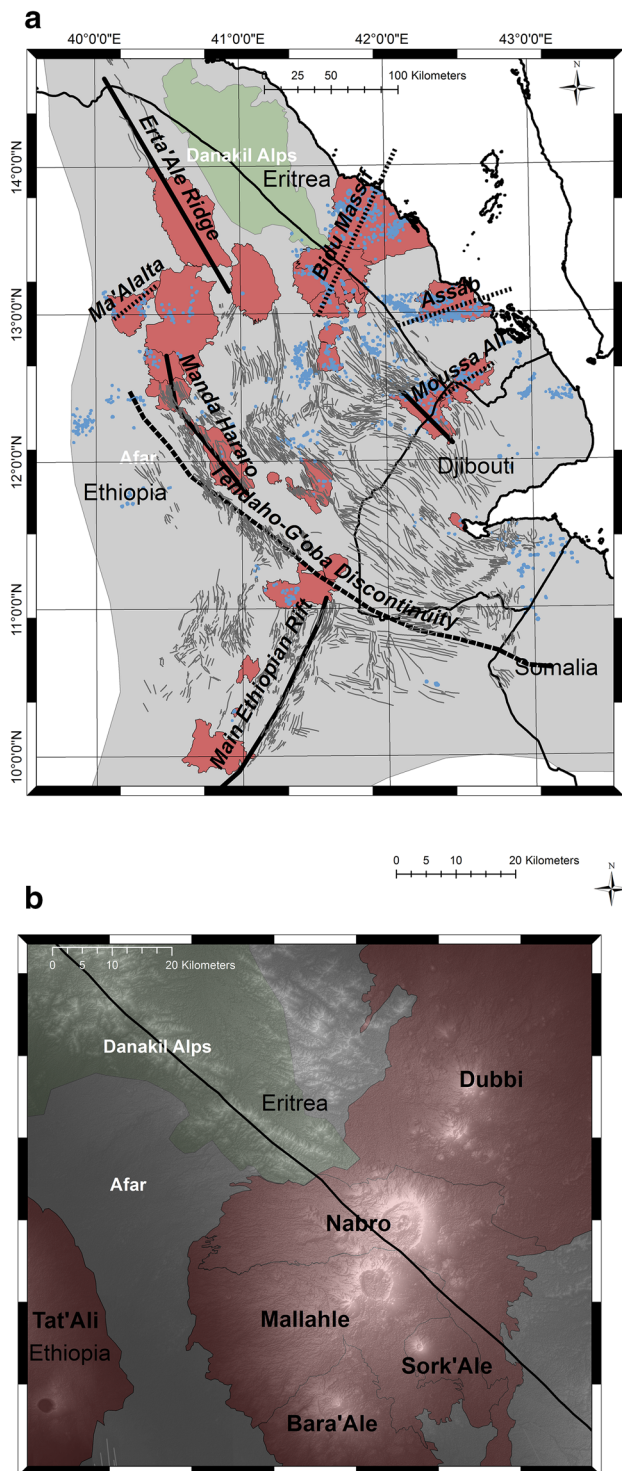 a
40°0'0"E 41°0'0"E 42°0'0"E 43°0'0"E
N
0 25 50 100 Kilometers
14°0'0"N
13°0'0"N
12°0'0"N
11°0'0"N
10°0'0"N
Danakil Alps
Eritrea
Erta'Ale Ridge
Bidu Massif
Ma'Alalta
Assab
Moussa Ali
Manda Hararo
Afar
Ethiopia
Djibouti
Tendaho-G'oba Discontinuity
Main Ethiopian Rift
Somalia
0 5 10 20 Kilometers
N
b
0 5 10 20 Kilometers
Danakil Alps
Dubbi
Eritrea
Afar
Nabro
Tat'Ali
Mallahle
Ethiopia
Sork'Ale
Bara'Ale